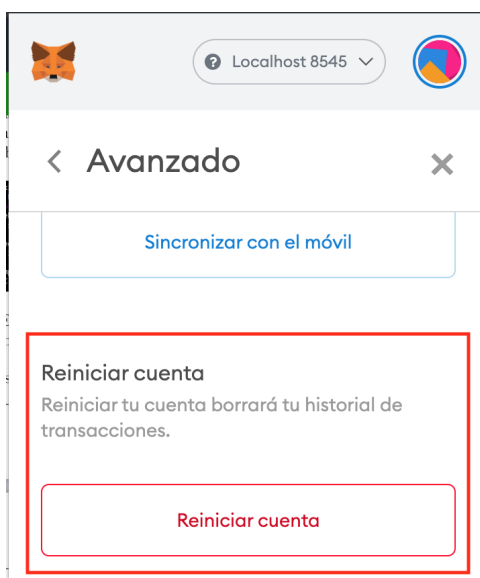 Localhost 8545
Avanzado
Sincronizar con el móvil
Reiniciar cuenta
Reiniciar tu cuenta borrará tu historial de
transacciones.
Reiniciar cuenta